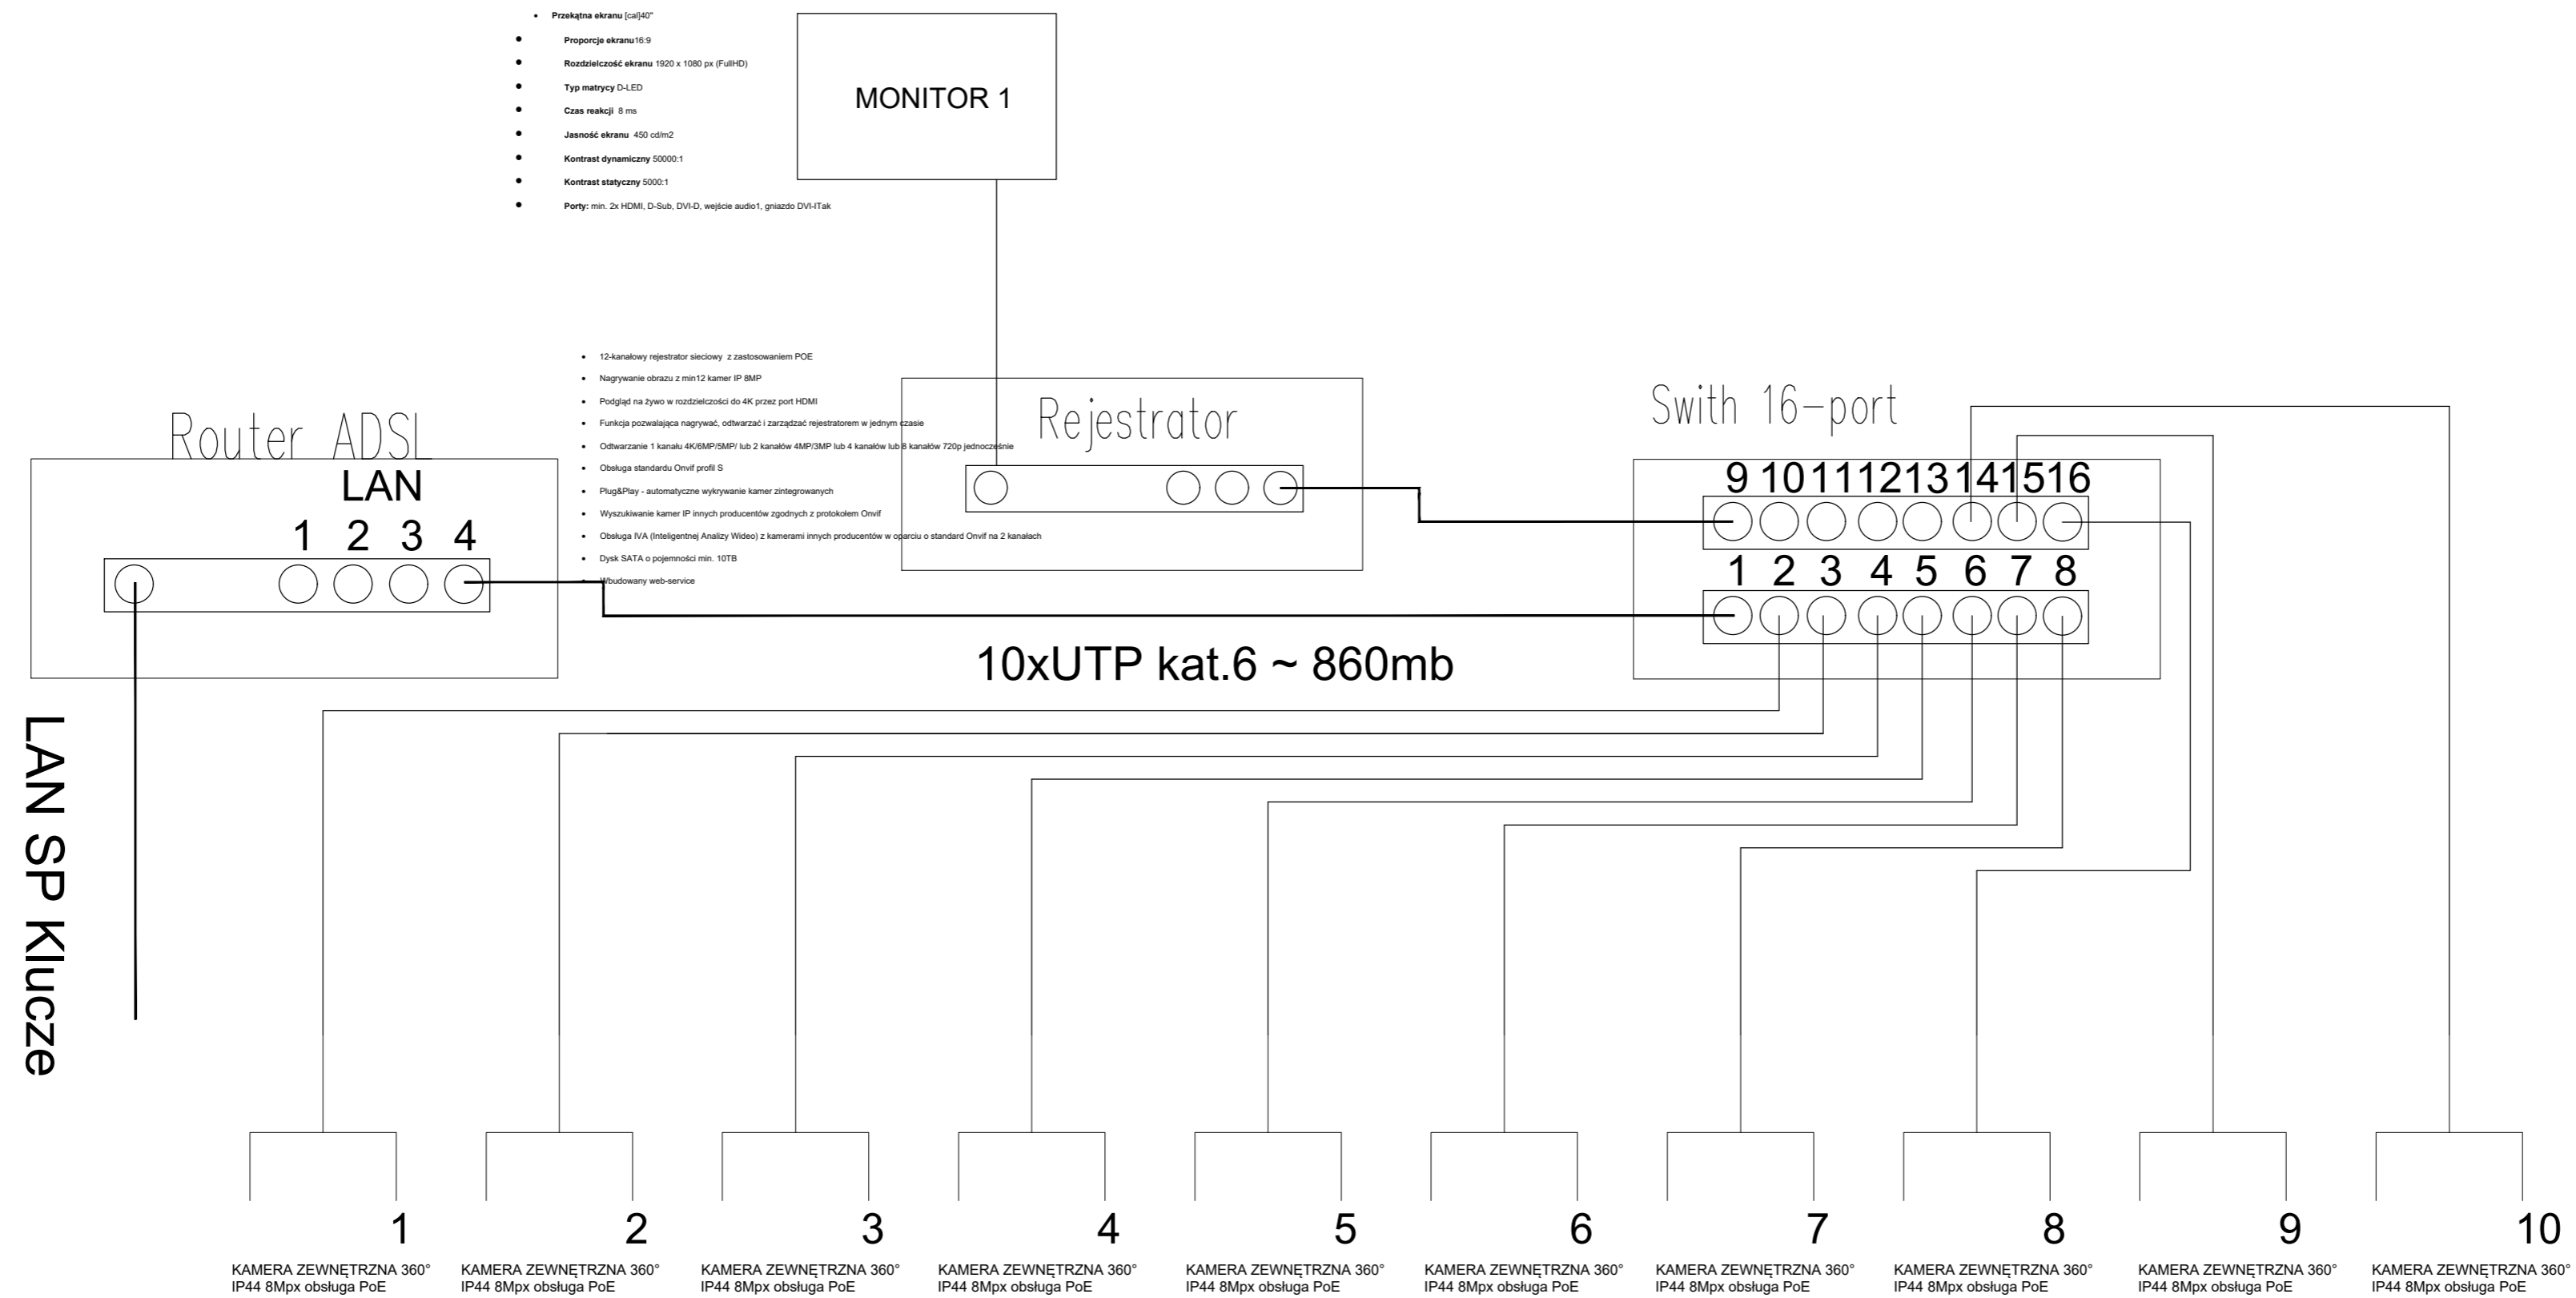 • Przekątna ekranu [cal]40"
• Proporcje ekranu16:9
• Rozdzielczość ekranu 1920 x 1080 px (FullHD)
• Typ matrycy D-LED
• Czas reakcji 8 ms
• Jasność ekranu 450 cd/m2
• Kontrast dynamiczny 50000:1
• Kontrast statyczny 5000:1
• Porty: min. 2x HDMI, D-Sub, DVI-D, wejście audio1, gniazdo DVI-ITak
MONITOR 1
• 12-kanałowy rejestrator sieciowy z zastosowaniem POE
• Nagrywanie obrazu z min12 kamer IP 8MP
• Podgląd na żywo w rozdzielczości do 4K przez port HDMI
• Funkcja pozwalająca nagrywać, odtwarzać i zarządzać rejestratorem w jednym czasie
• Odtwarzanie 1 kanału 4K/6MP/5MP/ lub 2 kanałów 4MP/3MP lub 4 kanałów lub 8 kanałów 720p jednocześnie
• Obsługa standardu Onvif profil S
• Plug&Play - automatyczne wykrywanie kamer zintegrowanych
• Wyszukiwanie kamer IP innych producentów zgodnych z protokołem Onvif
• Obsługa IVA (Inteligentnej Analizy Wideo) z kamerami innych producentów w oparciu o standard Onvif na 2 kanałach
• Dysk SATA o pojemności min. 10TB
• Wbudowany web-service
Router ADSL
LAN
1 2 3 4
Rejestrator
Swith 16-port
9 10 11 12 13 14 15 16
1 2 3 4 5 6 7 8
10xUTP kat.6 ~ 860mb
LAN SP Klucze
1
KAMERA ZEWNĘTRZNA 360°
IP44 8Mpx obsługa PoE
2
KAMERA ZEWNĘTRZNA 360°
IP44 8Mpx obsługa PoE
3
KAMERA ZEWNĘTRZNA 360°
IP44 8Mpx obsługa PoE
4
KAMERA ZEWNĘTRZNA 360°
IP44 8Mpx obsługa PoE
5
KAMERA ZEWNĘTRZNA 360°
IP44 8Mpx obsługa PoE
6
KAMERA ZEWNĘTRZNA 360°
IP44 8Mpx obsługa PoE
7
KAMERA ZEWNĘTRZNA 360°
IP44 8Mpx obsługa PoE
8
KAMERA ZEWNĘTRZNA 360°
IP44 8Mpx obsługa PoE
9
KAMERA ZEWNĘTRZNA 360°
IP44 8Mpx obsługa PoE
10
KAMERA ZEWNĘTRZNA 360°
IP44 8Mpx obsługa PoE